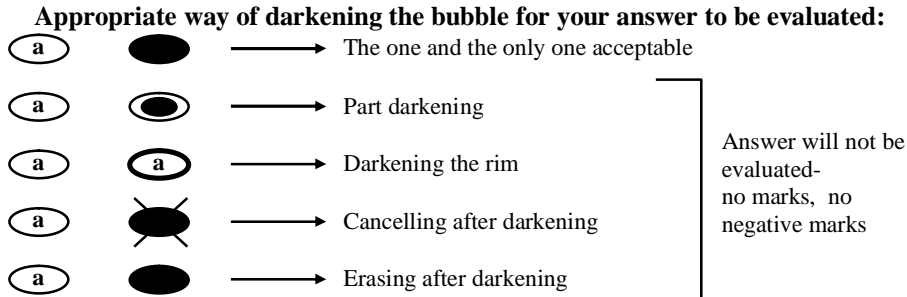 Appropriate way of darkening the bubble for your answer to be evaluated:
a The one and the only one acceptable
a Part darkening
a a Darkening the rim
a Cancelling after darkening
a Erasing after darkening
Answer will not be
evaluated-
no marks, no
negative marks